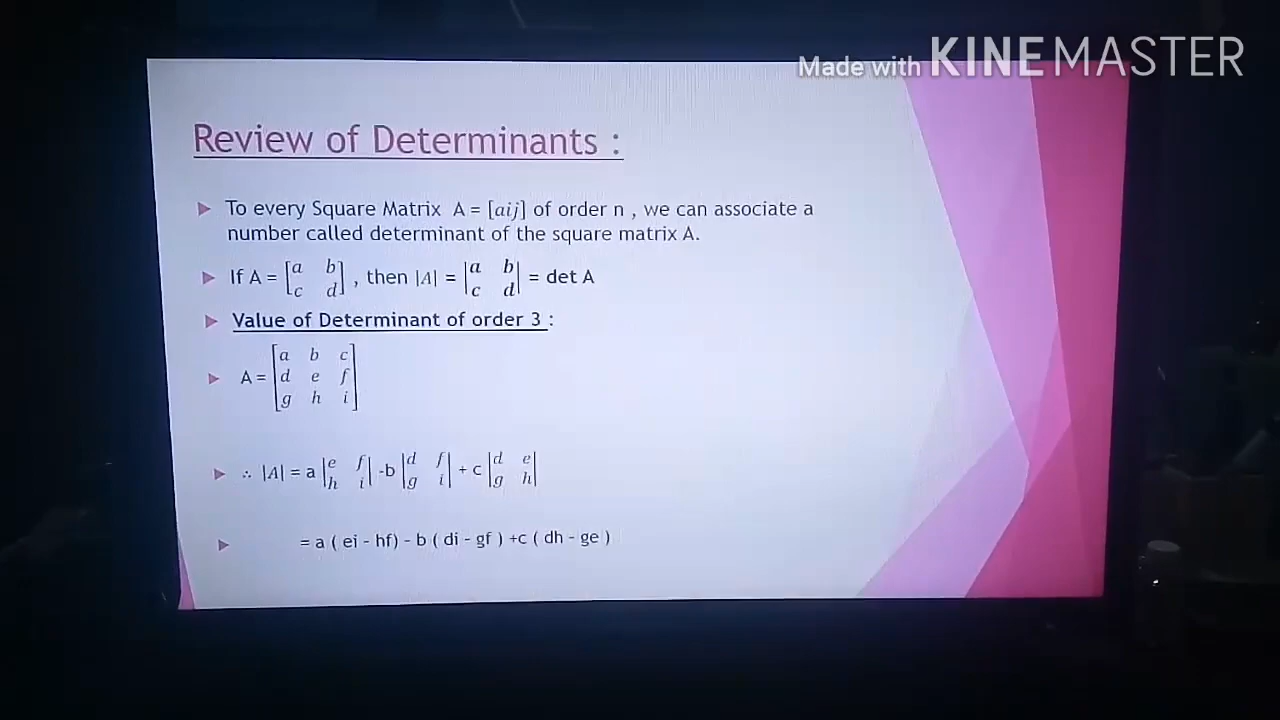 Made with KINEMASTER
Review of Determinants :
To every Square Matrix A = [aij] of order n , we can associate a
number called determinant of the square matrix A.
If A = [a b c d] , then |A| = |a b c d| = det A
Value of Determinant of order 3 :
a b c
A = d e f
g h i
∴ |A| = a |e f h i| -b |d f g i| + c |d e g h|
= a ( ei - hf) - b ( di - gf ) +c ( dh - ge )